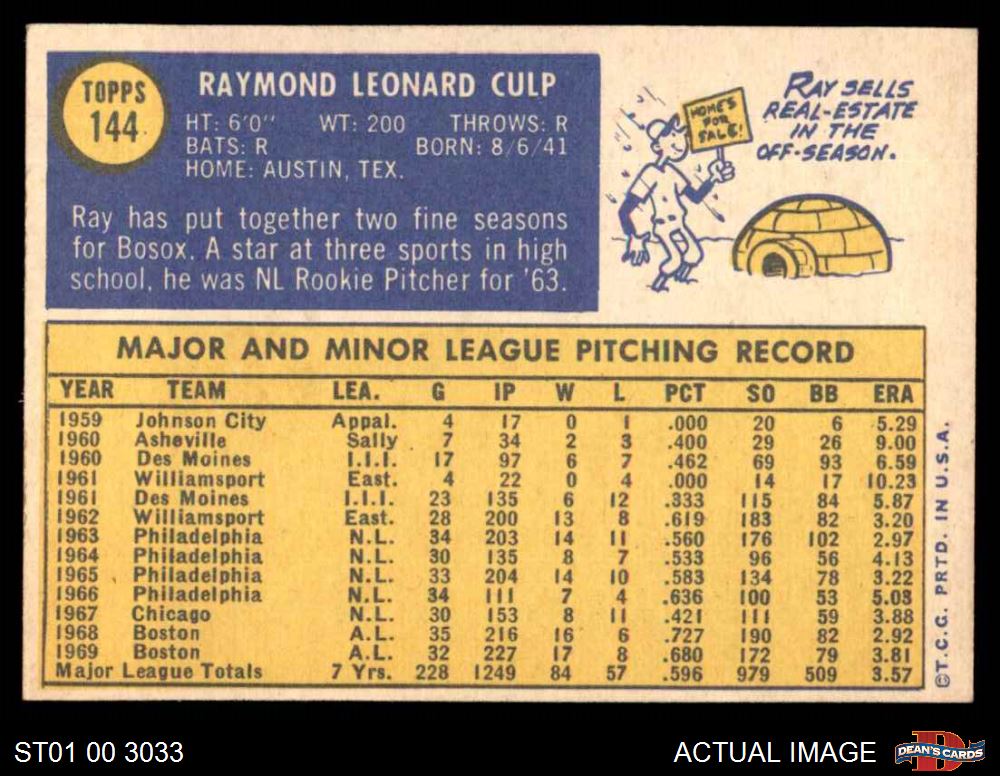 TOPPS
144
RAYMOND LEONARD CULP
HT: 6'0" WT: 200 THROWS: R
BATS: R BORN: 8/6/41
HOME: AUSTIN, TEX.
Ray has put together two fine seasons
for Bosox. A star at three sports in high
school, he was NL Rookie Pitcher for '63.
HOME'S
FOR
SALE!
RAY SELLS
REAL-ESTATE
IN THE
OFF-SEASON.
MAJOR AND MINOR LEAGUE PITCHING RECORD
YEAR TEAM LEA. G IP W L PCT SO BB ERA
1959 Johnson City Appal. 4 17 0 1 .000 20 6 5.29
1960 Asheville Sally 7 34 2 3 .400 29 26 9.00
1960 Des Moines I.I.I. 17 97 6 7 .462 69 93 6.59
1961 Williamsport East. 4 22 0 4 .000 14 17 10.23
1961 Des Moines I.I.I. 23 135 6 12 .333 115 84 5.87
1962 Williamsport East. 28 200 13 8 .619 183 82 3.20
1963 Philadelphia N.L. 34 203 14 11 .560 176 102 2.97
1964 Philadelphia N.L. 30 135 8 7 .533 96 56 4.13
1965 Philadelphia N.L. 33 204 14 10 .583 134 78 3.22
1966 Philadelphia N.L. 34 111 7 4 .636 100 53 5.03
1967 Chicago N.L. 30 153 8 11 .421 111 59 3.88
1968 Boston A.L. 35 216 16 6 .727 190 82 2.92
1969 Boston A.L. 32 227 17 8 .680 172 79 3.81
Major League Totals 7 Yrs. 228 1249 84 57 .596 979 509 3.57
©T.C.G. PRTD. IN U.S.A.
ST01 00 3033
ACTUAL IMAGE
DEAN'S CARDS